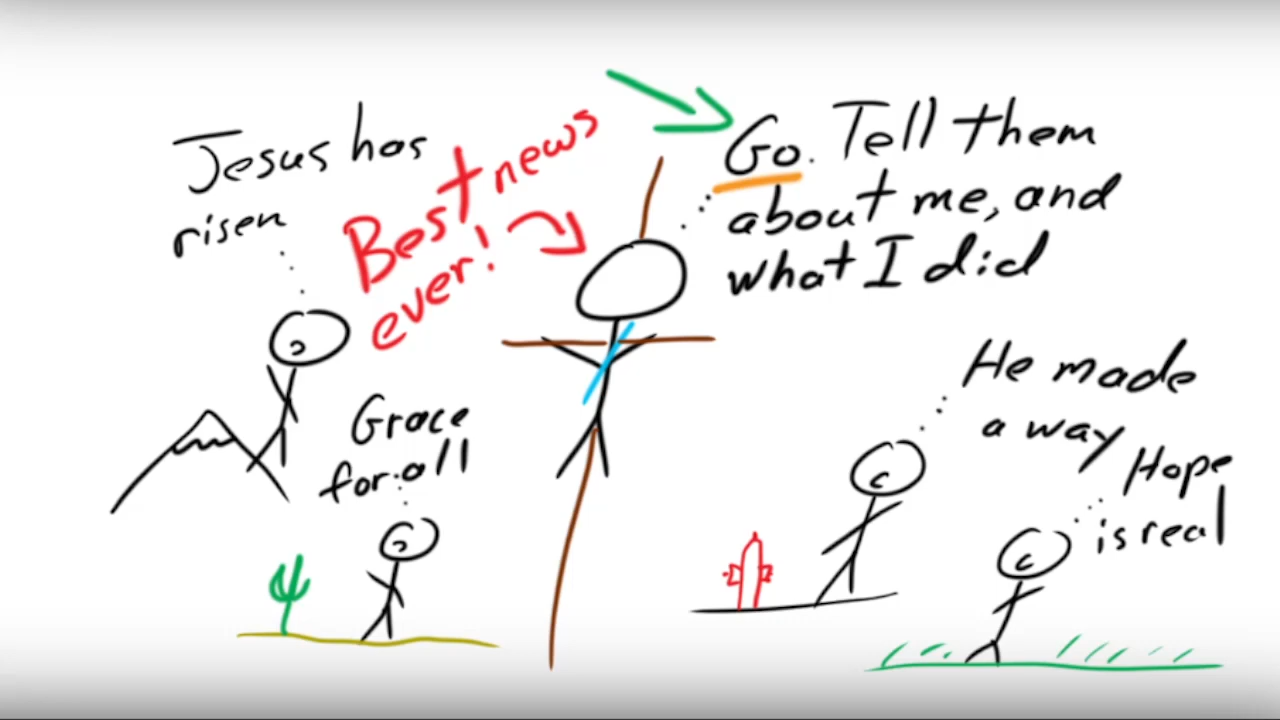 Jesus has
risen
Best news
ever!
Go. Tell them
about me, and
what I did
Grace
for all
He made
a way
Hope
is real